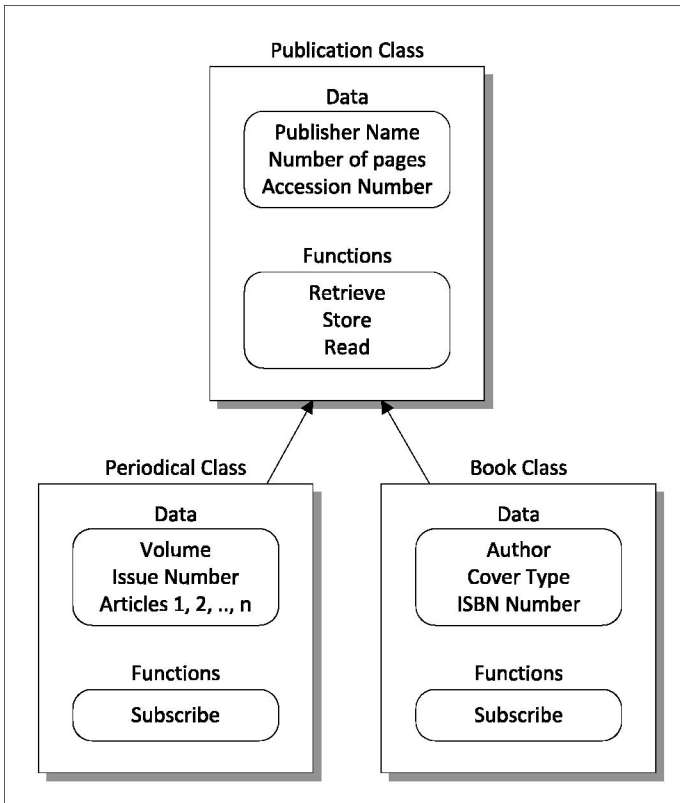 Publication Class
Data
Publisher Name
Number of pages
Accession Number
Functions
Retrieve
Store
Read
Periodical Class
Data
Volume
Issue Number
Articles 1, 2, .., n
Functions
Subscribe
Book Class
Data
Author
Cover Type
ISBN Number
Functions
Subscribe